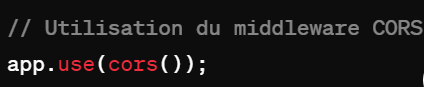 // Utilisation du middleware CORS
app.use(cors());